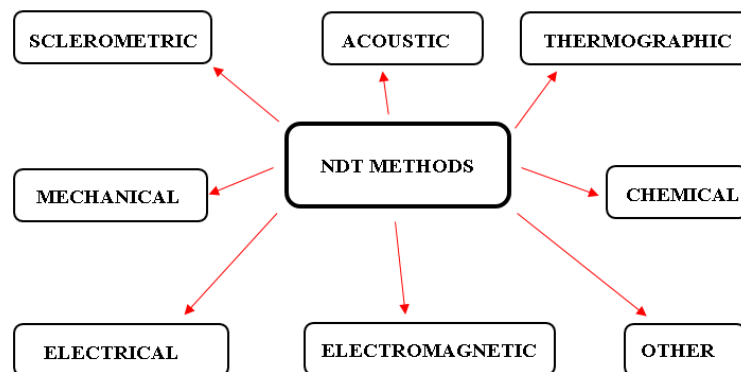 SCLEROMETRIC
ACOUSTIC
THERMOGRAPHIC
NDT METHODS
MECHANICAL
CHEMICAL
ELECTRICAL
ELECTROMAGNETIC
OTHER